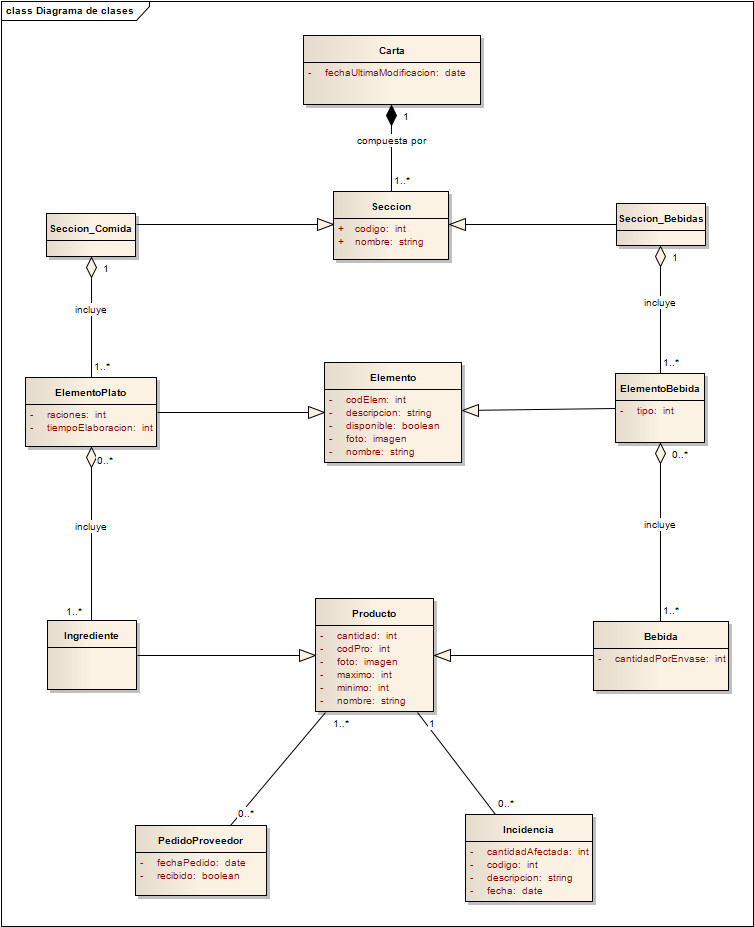 class Diagrama de clases
Carta
- fechaUltimaModificacion: date
1
compuesta por
1..*
Seccion
+ codigo: int
+ nombre: string
Seccion_Comida
Seccion_Bebidas
1
1
incluye
incluye
1..*
1..*
ElementoPlato
- raciones: int
- tiempoElaboracion: int
Elemento
- codElem: int
- descripcion: string
- disponible: boolean
- foto: imagen
- nombre: string
ElementoBebida
- tipo: int
0..*
0..*
incluye
incluye
1..*
1..*
Ingrediente
Producto
- cantidad: int
- codPro: int
- foto: imagen
- maximo: int
- minimo: int
- nombre: string
Bebida
- cantidadPorEnvase: int
1..*
1
0..*
0..*
PedidoProveedor
- fechaPedido: date
- recibido: boolean
Incidencia
- cantidadAfectada: int
- codigo: int
- descripcion: string
- fecha: date